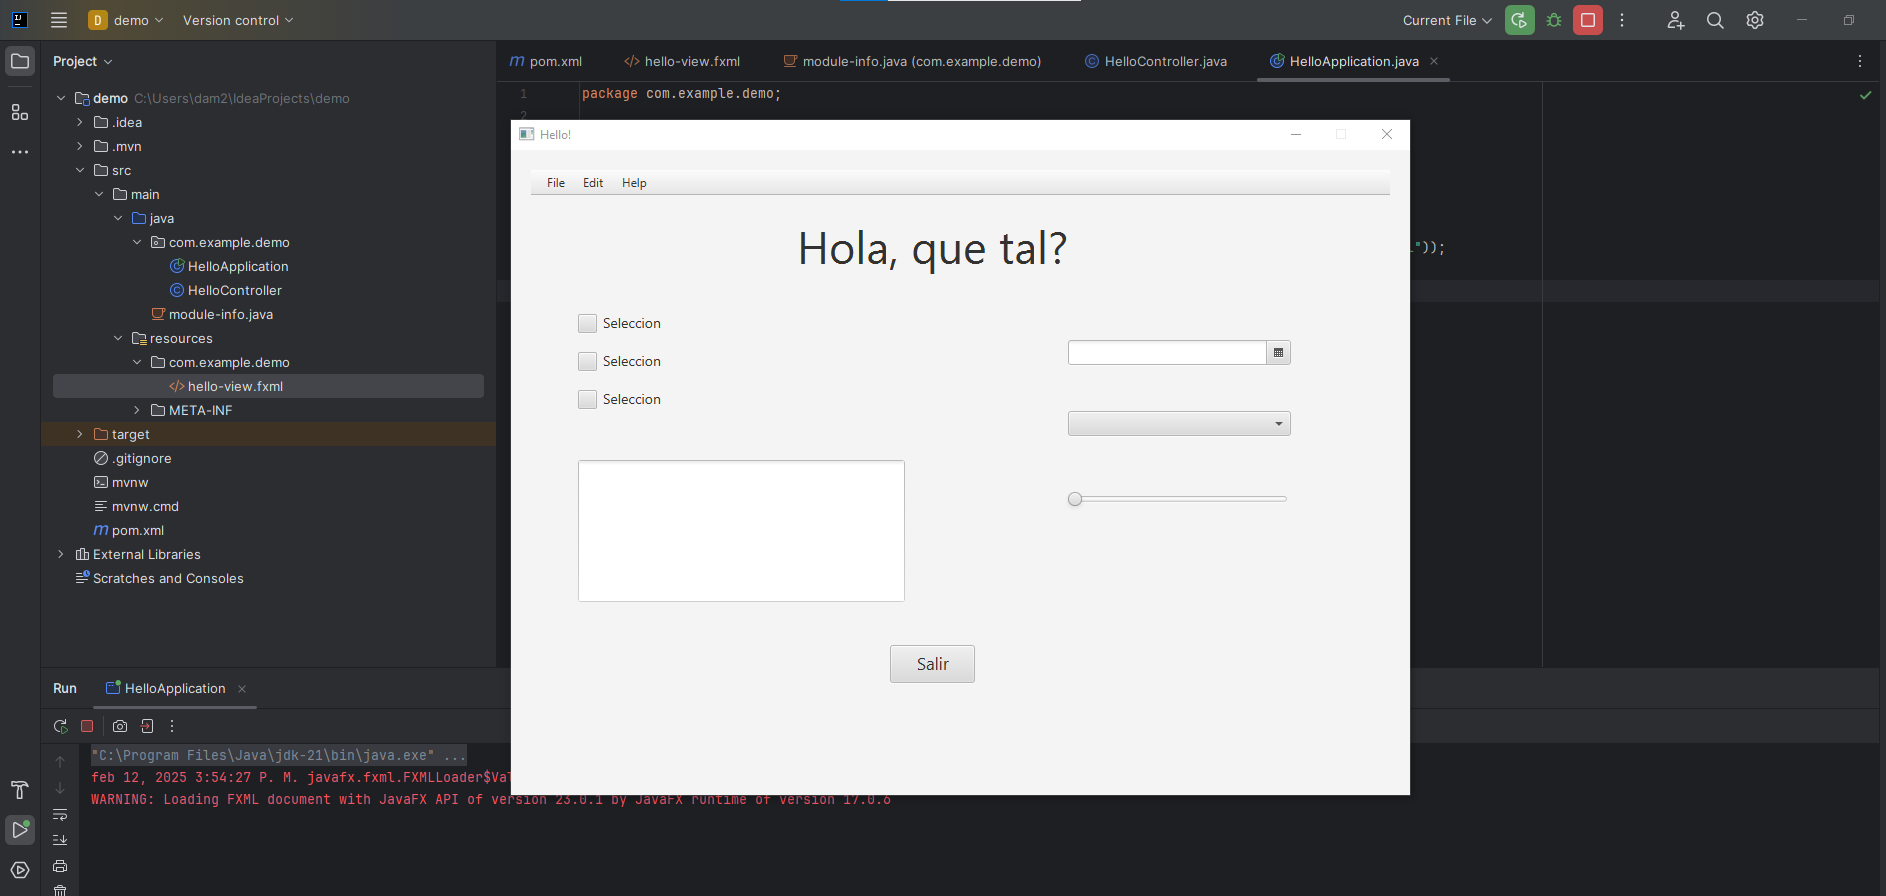 D demo Version control Current File
Project
demo C:\Users\dam2\IdeaProjects\demo
.idea
.mvn
src
main
java
com.example.demo
HelloApplication
HelloController
module-info.java
resources
com.example.demo
hello-view.fxml
META-INF
target
.gitignore
mvnw
mvnw.cmd
pom.xml
External Libraries
Scratches and Consoles
pom.xml hello-view.fxml module-info.java (com.example.demo) HelloController.java HelloApplication.java
1 package com.example.demo;
2
"));
Hello!
File Edit Help
Hola, que tal?
Seleccion
Seleccion
Seleccion
Salir
Run HelloApplication
"C:\Program Files\Java\jdk-21\bin\java.exe" ...
feb 12, 2025 3:54:27 P. M. javafx.fxml.FXMLLoader$Val
WARNING: Loading FXML document with JavaFX API of version 23.0.1 by JavaFX runtime of version 17.0.6